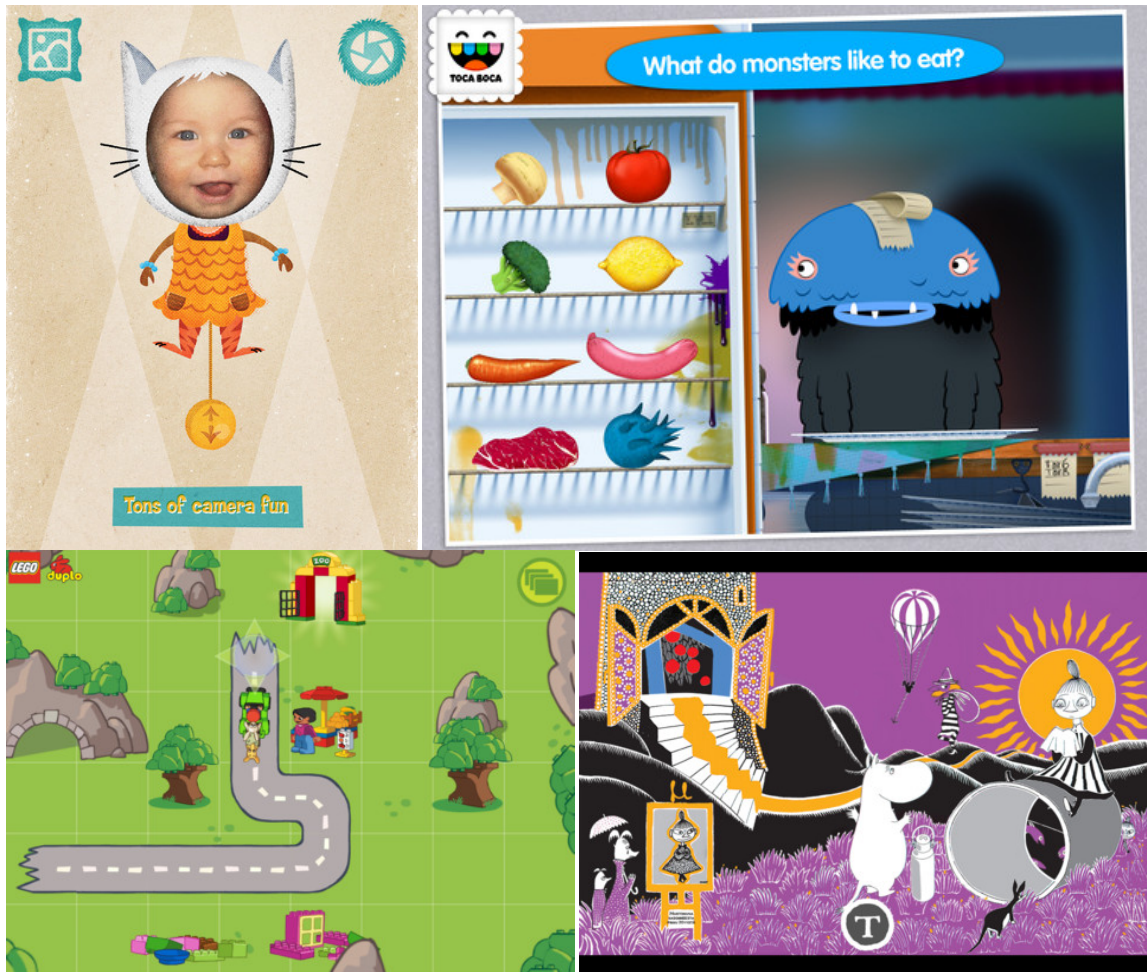 Tons of camera fun
TOCA BOCA
What do monsters like to eat?
LEGO
duplo
ZOO
μ
T